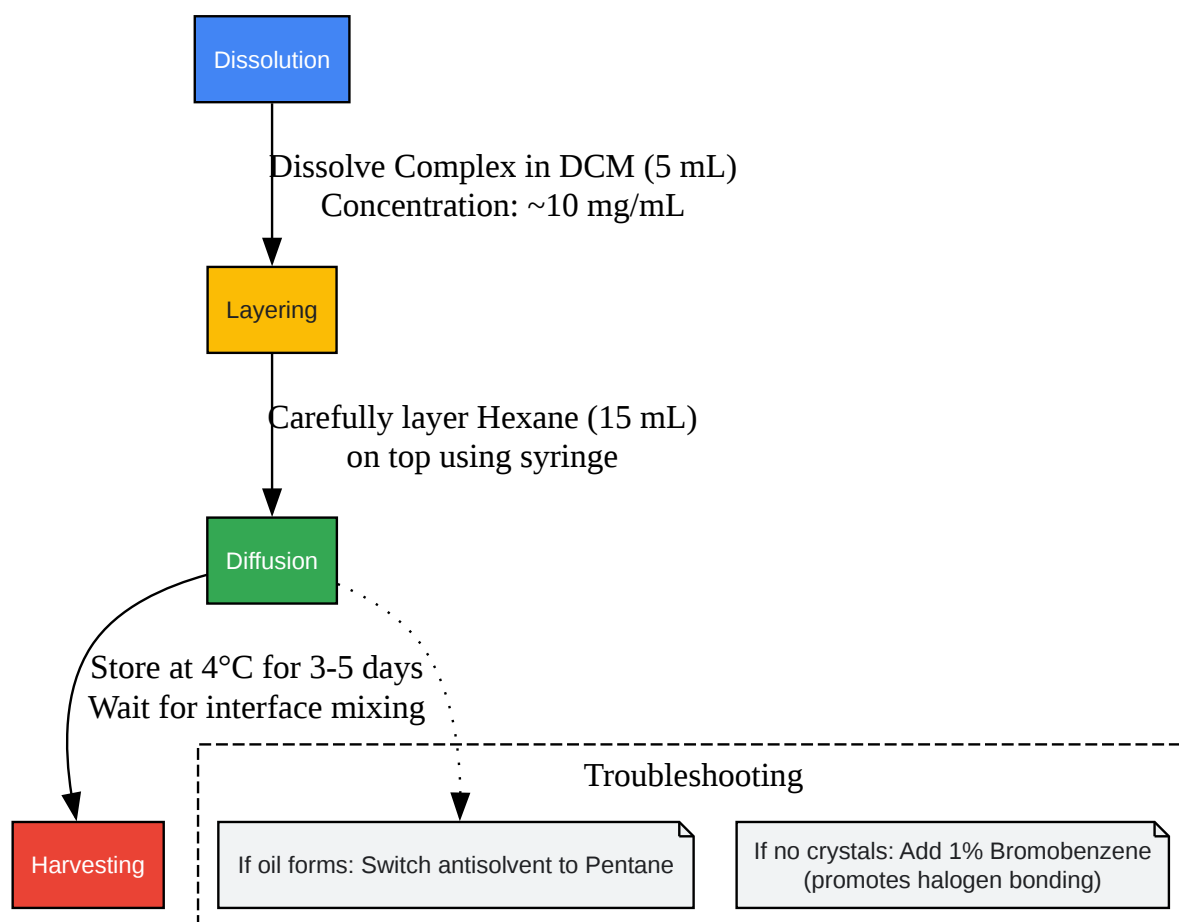 Dissolution
Dissolve Complex in DCM (5 mL)
Concentration: ~10 mg/mL
Layering
Carefully layer Hexane (15 mL)
on top using syringe
Diffusion
Store at 4°C for 3-5 days
Wait for interface mixing
Troubleshooting
Harvesting
If oil forms: Switch antisolvent to Pentane
If no crystals: Add 1% Bromobenzene
(promotes halogen bonding)